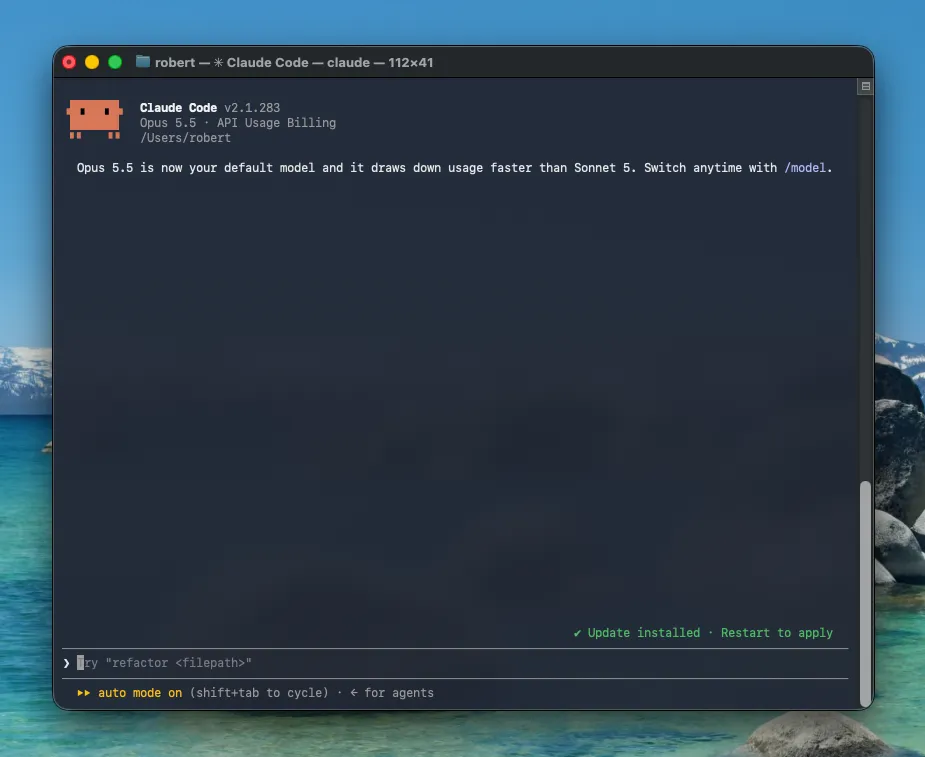 robert — ✳ Claude Code — claude — 112×41
Claude Code v2.1.283
Opus 5.5 · API Usage Billing
/Users/robert
Opus 5.5 is now your default model and it draws down usage faster than Sonnet 5. Switch anytime with /model.
✔ Update installed · Restart to apply
❯ Try "refactor <filepath>"
⏵⏵ auto mode on (shift+tab to cycle) · ← for agents